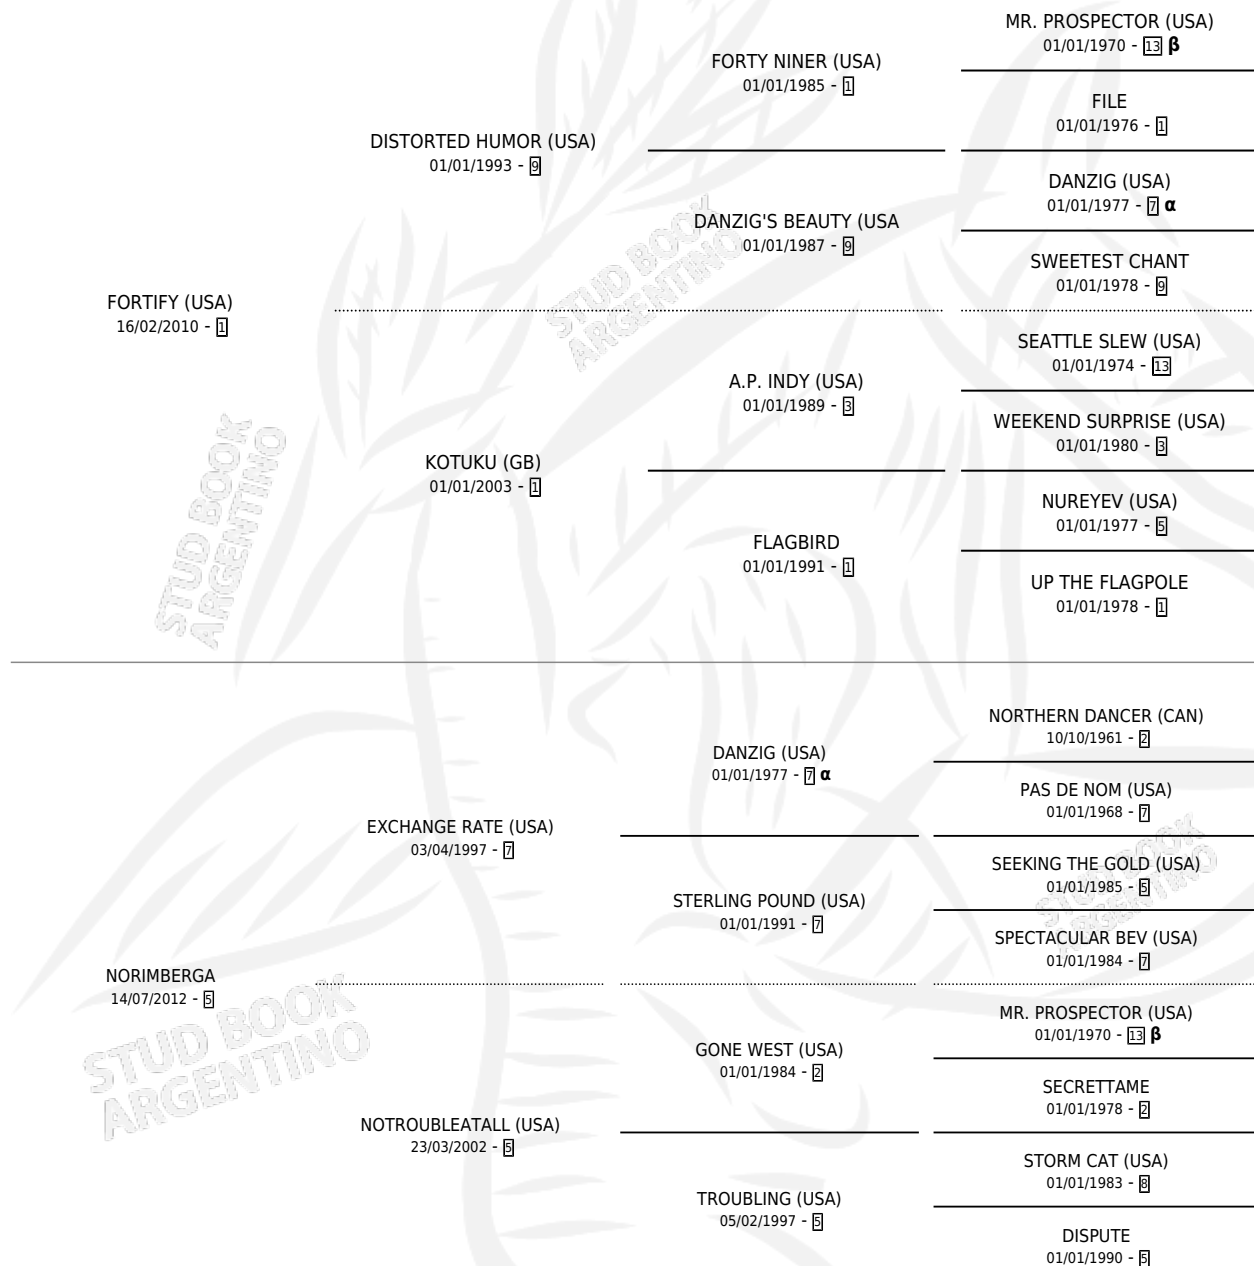 MR. PROSPECTOR (USA)
01/01/1970 - 13 β
FORTY NINER (USA)
01/01/1985 - 1
FILE
01/01/1976 - 1
DISTORTED HUMOR (USA)
01/01/1993 - 9
DANZIG (USA)
01/01/1977 - 7 α
DANZIG'S BEAUTY (USA
01/01/1987 - 9
SWEETEST CHANT
01/01/1978 - 9
FORTIFY (USA)
16/02/2010 - 1
SEATTLE SLEW (USA)
01/01/1974 - 13
A.P. INDY (USA)
01/01/1989 - 3
WEEKEND SURPRISE (USA)
01/01/1980 - 3
KOTUKU (GB)
01/01/2003 - 1
NUREYEV (USA)
01/01/1977 - 5
FLAGBIRD
01/01/1991 - 1
UP THE FLAGPOLE
01/01/1978 - 1
NORTHERN DANCER (CAN)
10/10/1961 - 2
DANZIG (USA)
01/01/1977 - 7 α
PAS DE NOM (USA)
01/01/1968 - 7
EXCHANGE RATE (USA)
03/04/1997 - 7
SEEKING THE GOLD (USA)
01/01/1985 - 5
STERLING POUND (USA)
01/01/1991 - 7
SPECTACULAR BEV (USA)
01/01/1984 - 7
NORIMBERGA
14/07/2012 - 5
MR. PROSPECTOR (USA)
01/01/1970 - 13 β
GONE WEST (USA)
01/01/1984 - 2
SECRETTAME
01/01/1978 - 2
NOTROUBLEATALL (USA)
23/03/2002 - 5
STORM CAT (USA)
01/01/1983 - 8
TROUBLING (USA)
05/02/1997 - 5
DISPUTE
01/01/1990 - 5
STUD BOOK
ARGENTINO
STUD BOOK
ARGENTINO
STUD BOOK
ARGENTINO
STUD BOOK
ARGENTINO